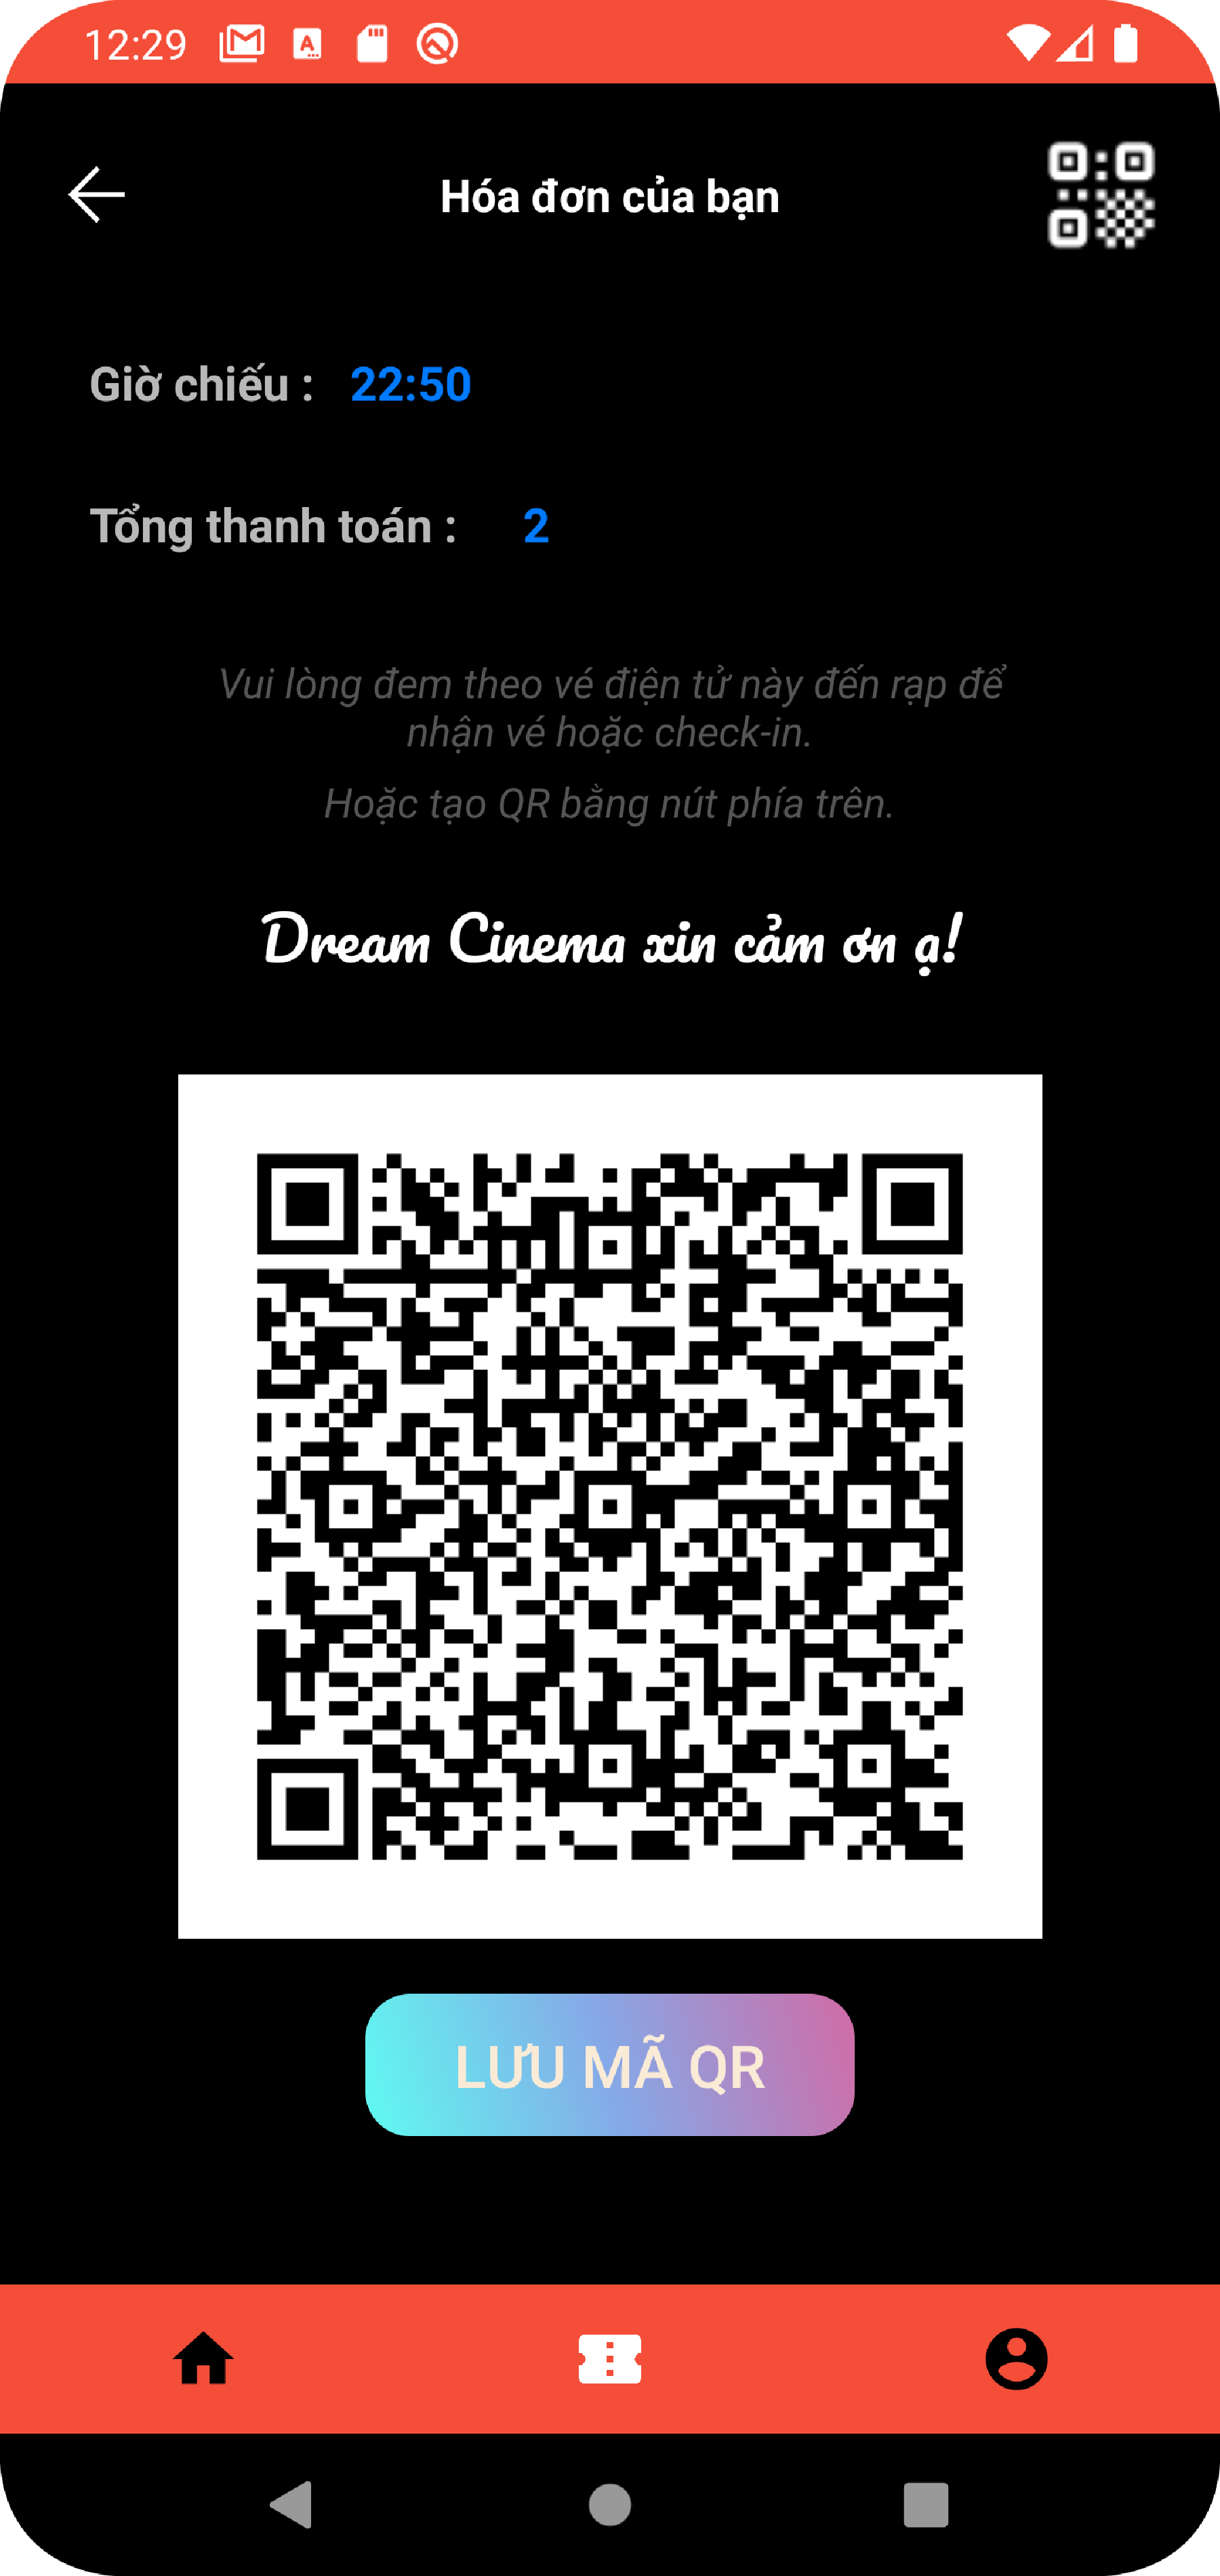 12:29
Hóa đơn của bạn
Giờ chiếu : 22:50
Tổng thanh toán : 2
Vui lòng đem theo vé điện tử này đến rạp để
nhận vé hoặc check-in.
Hoặc tạo QR bằng nút phía trên.
Dream Cinema xin cảm ơn ạ!
LƯU MÃ QR